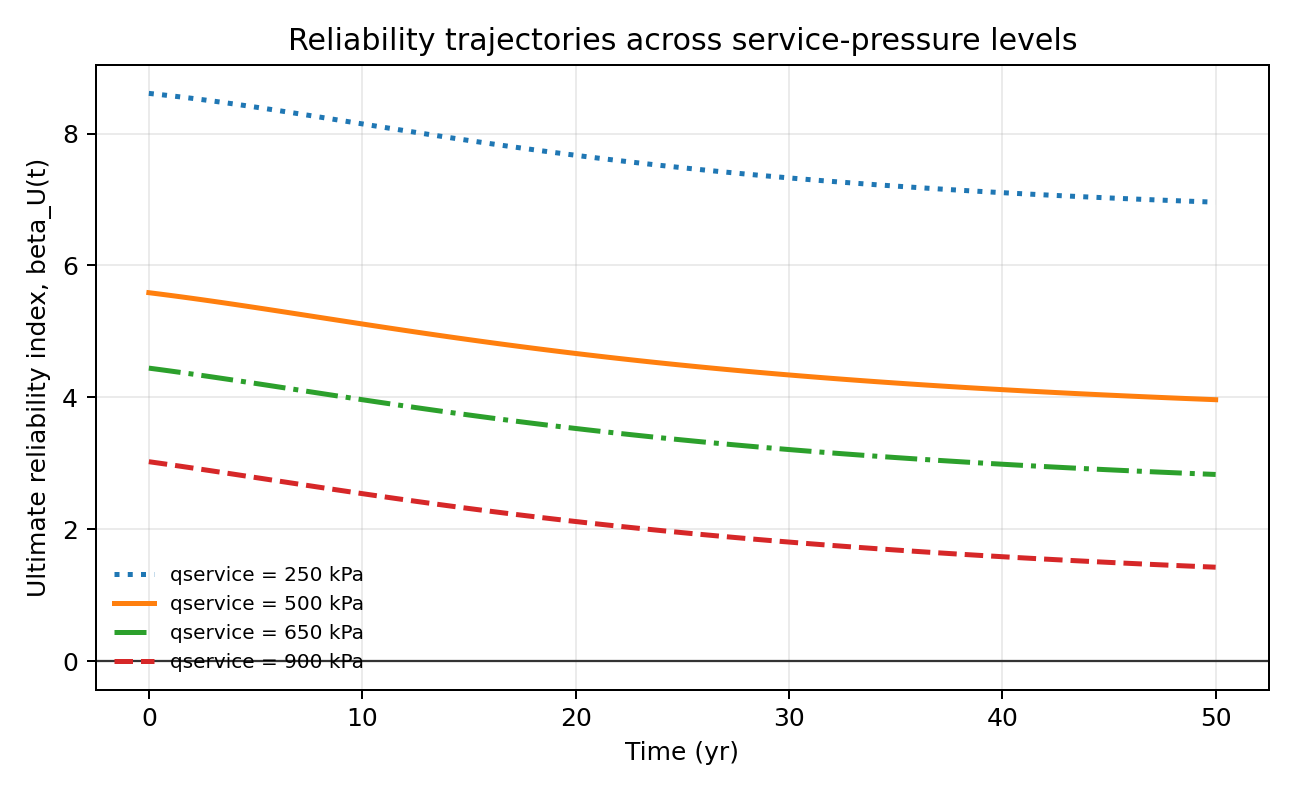 Reliability trajectories across service-pressure levels
Ultimate reliability index, beta_U(t)
8
6
4
2
0
qservice = 250 kPa
qservice = 500 kPa
qservice = 650 kPa
qservice = 900 kPa
0 10 20 30 40 50
Time (yr)